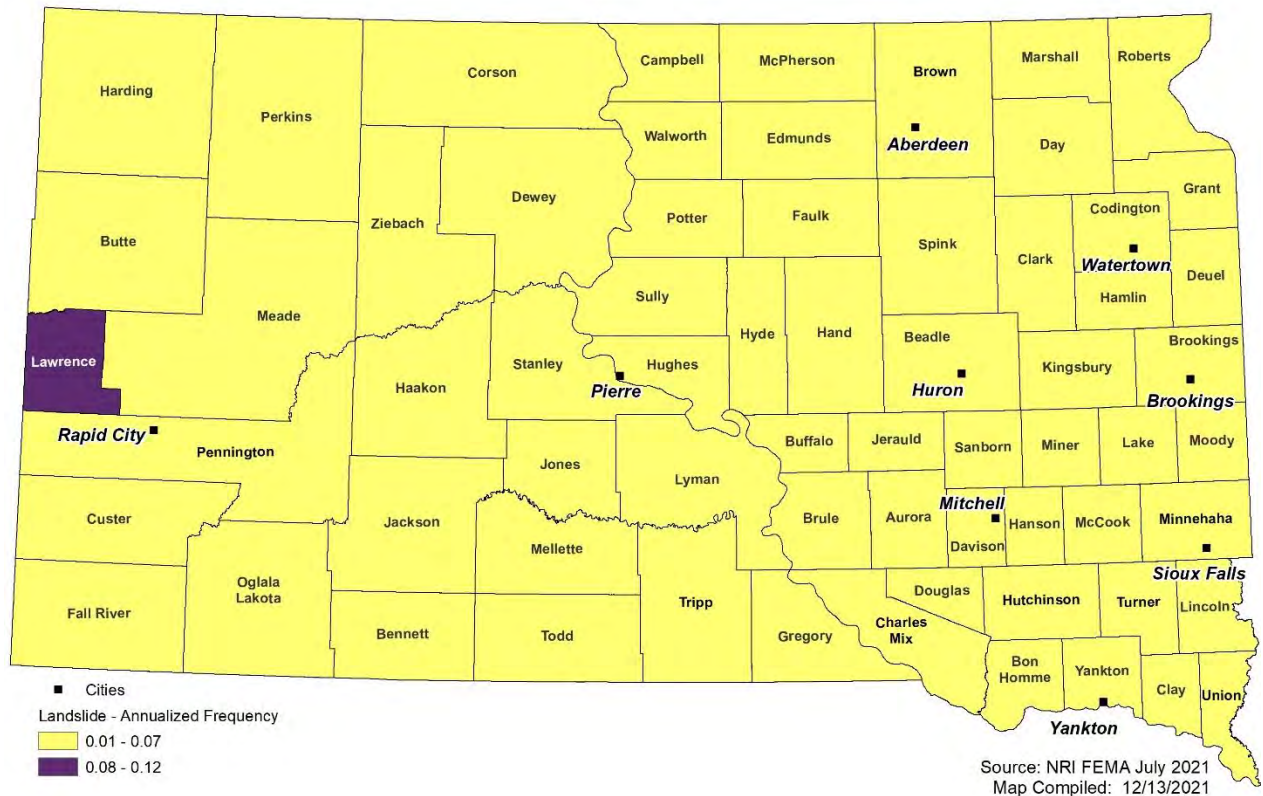 Harding
Perkins
Corson
Campbell
McPherson
Brown
Marshall
Roberts
Walworth
Edmunds
Aberdeen
Day
Butte
Ziebach
Dewey
Potter
Faulk
Spink
Grant
Codington
Clark
Watertown
Deuel
Hamlin
Meade
Sully
Hyde
Hand
Lawrence
Haakon
Stanley
Hughes
Pierre
Beadle
Huron
Kingsbury
Brookings
Brookings
Rapid City
Pennington
Jones
Lyman
Buffalo
Jerauld
Sanborn
Miner
Lake
Moody
Custer
Jackson
Mellette
Brule
Aurora
Mitchell
Davison
Hanson
McCook
Minnehaha
Sioux Falls
Fall River
Oglala
Lakota
Bennett
Todd
Tripp
Gregory
Charles
Mix
Douglas
Hutchinson
Turner
Lincoln
Bon
Homme
Yankton
Clay
Union
Yankton
Cities
Landslide - Annualized Frequency
0.01 - 0.07
0.08 - 0.12
Source: NRI FEMA July 2021
Map Compiled: 12/13/2021